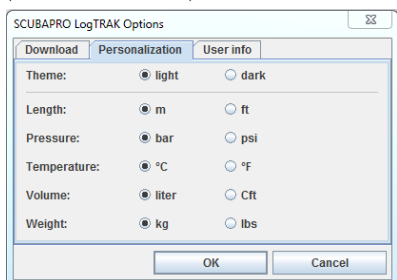 SCUBAPRO LogTRAK Options
Download Personalization User info
Theme: light dark
Length: m ft
Pressure: bar psi
Temperature: °C °F
Volume: liter Cft
Weight: kg lbs
OK Cancel